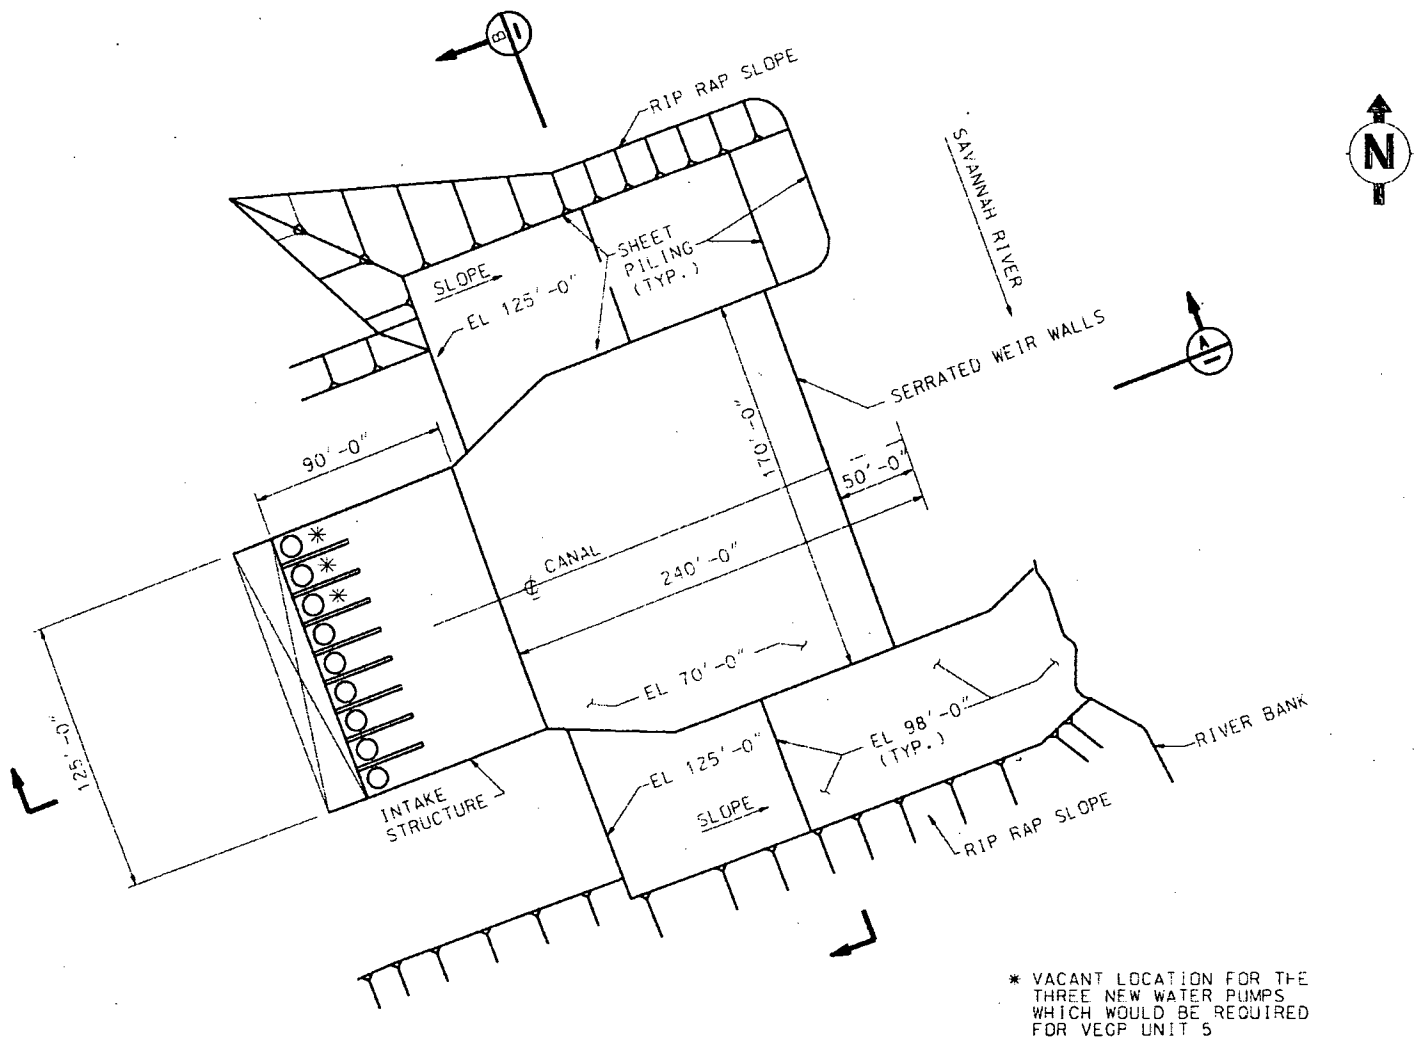 B
RIP RAP SLOPE
N
SAVANNAH RIVER
SHEET
PILING
(TYP.)
SLOPE
EL 125'-0"
A
SERRATED WEIR WALLS
90'-0"
170'-0"
50'-0"
CANAL
240'-0"
EL 70'-0"
125'-0"
EL 98'-0"
(TYP.)
RIVER BANK
EL 125'-0"
SLOPE
INTAKE
STRUCTURE
RIP RAP SLOPE
* VACANT LOCATION FOR THE
THREE NEW WATER PUMPS
WHICH WOULD BE REQUIRED
FOR VEGP UNIT 5